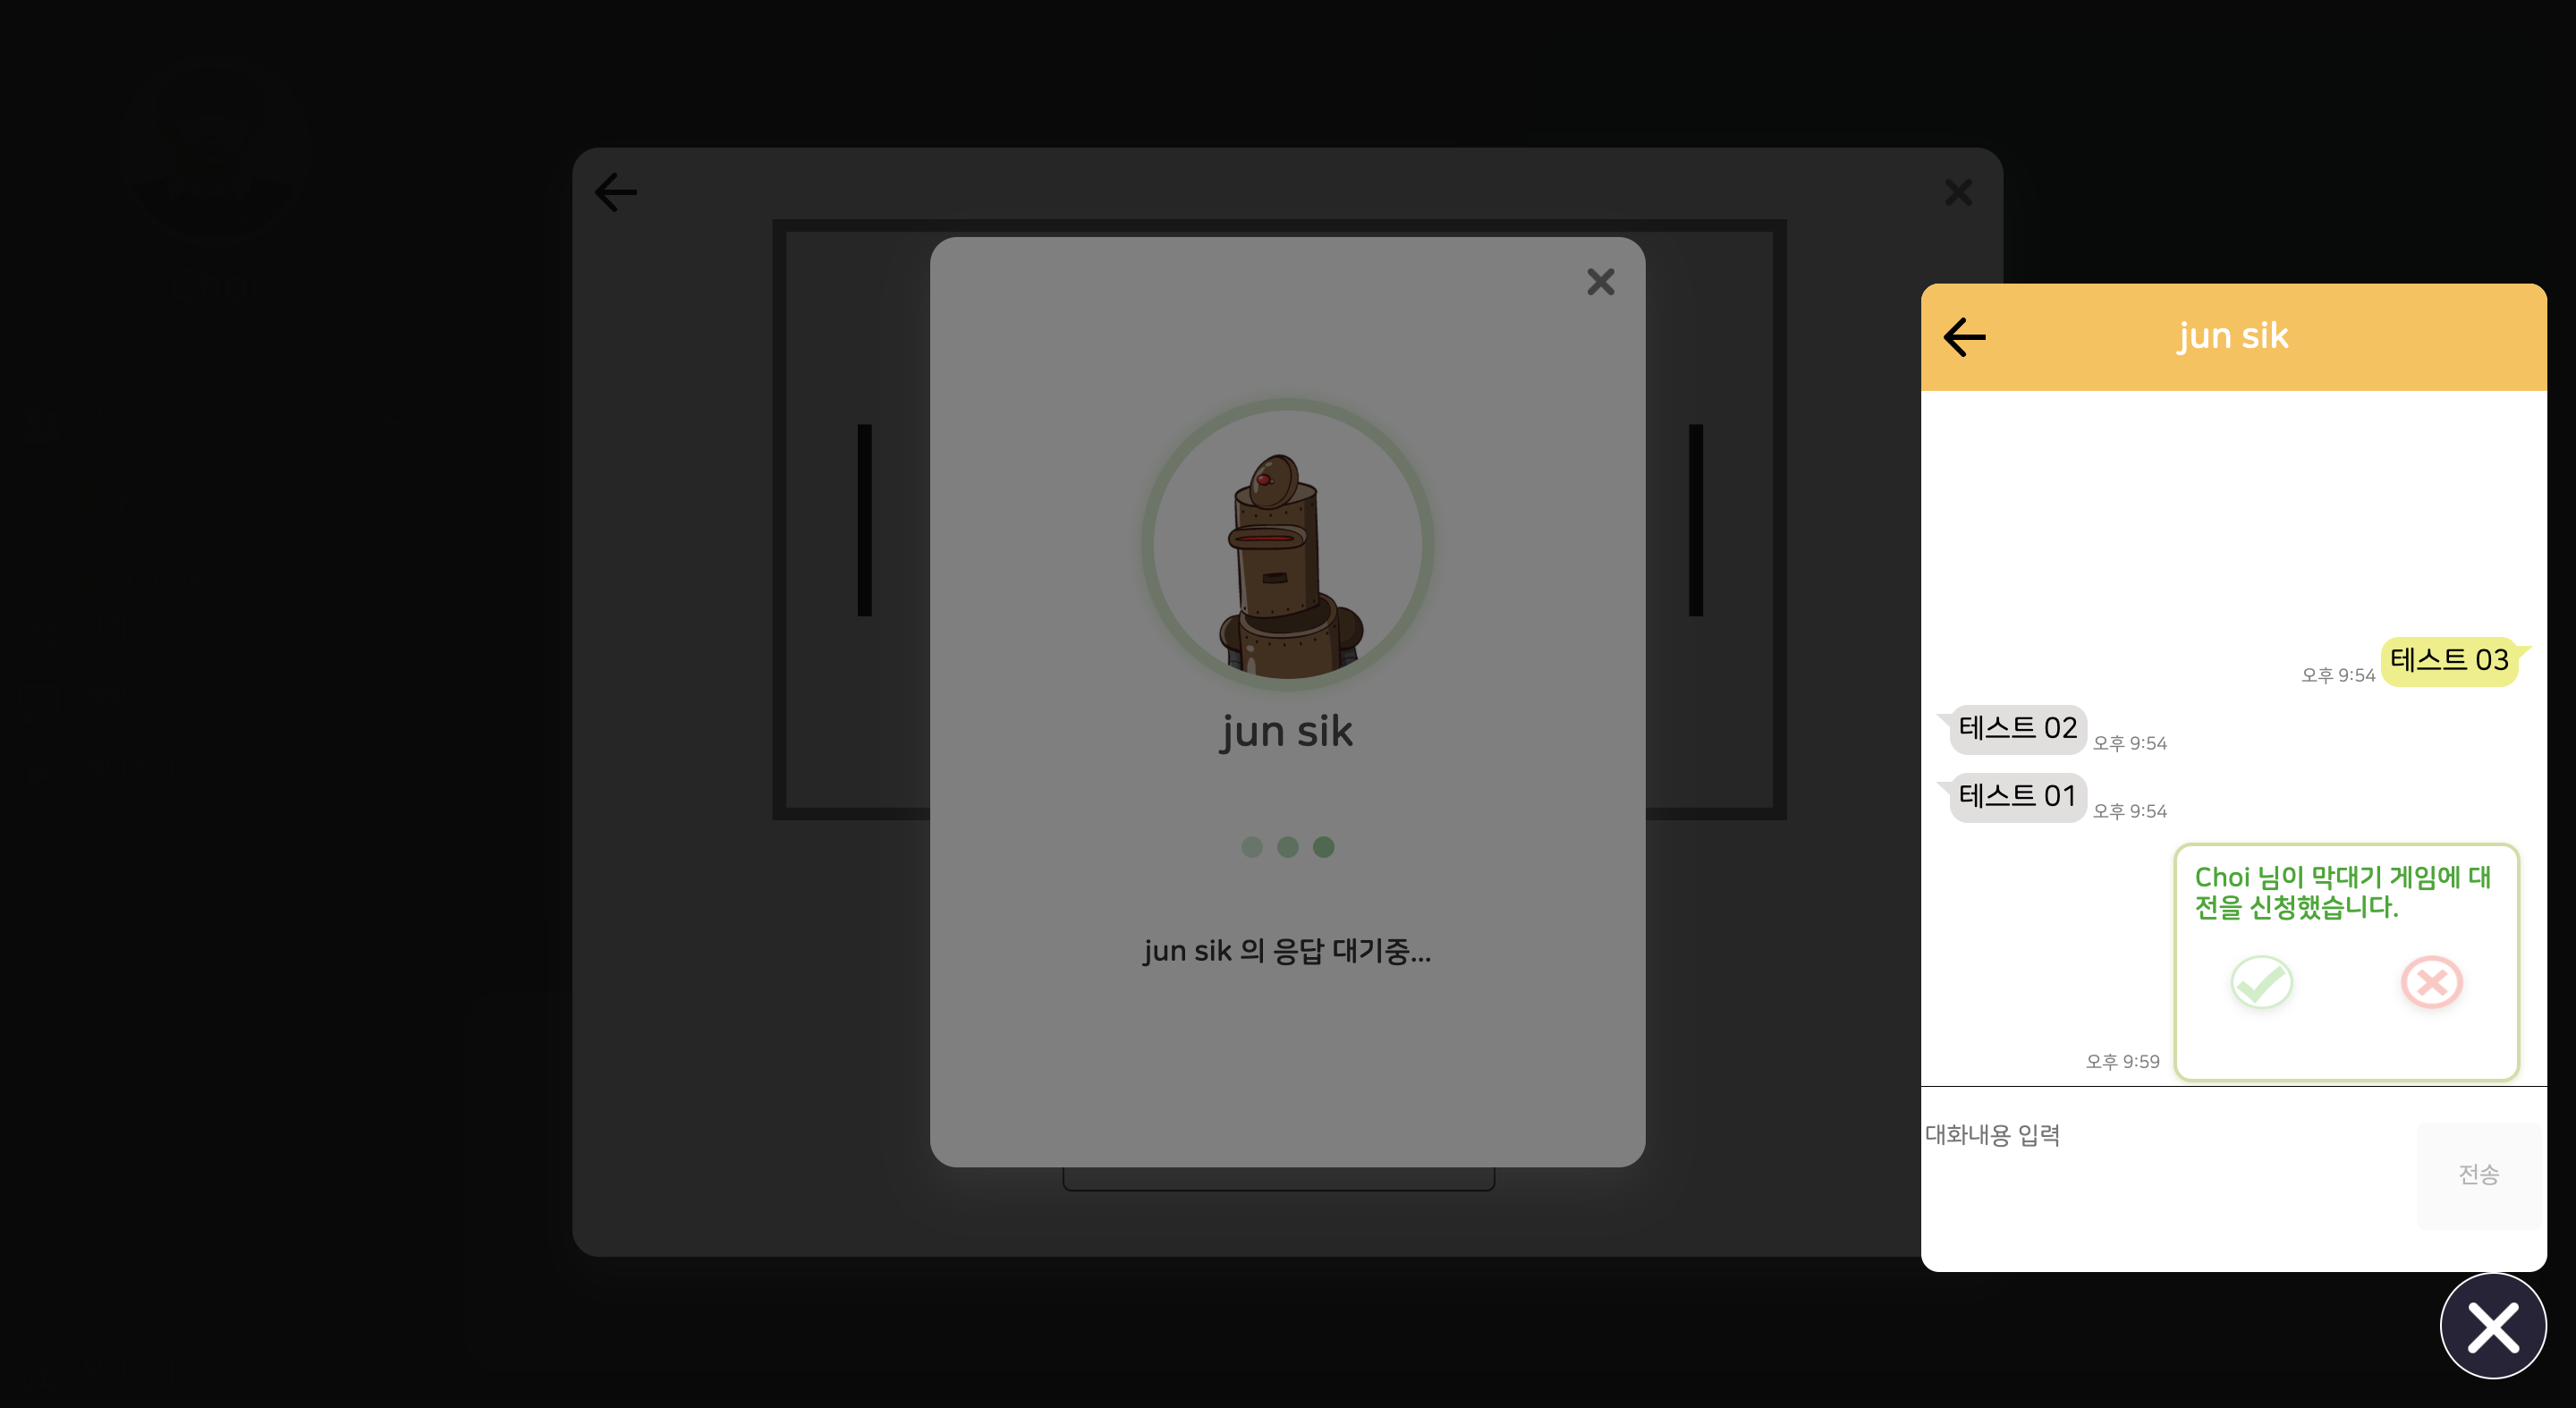 jun sik
jun sik 의 응답 대기중...
jun sik
테스트 03
오후 9:54
테스트 02
오후 9:54
테스트 01
오후 9:54
Choi 님이 막대기 게임에 대
전을 신청했습니다.
오후 9:59
대화내용 입력
전송